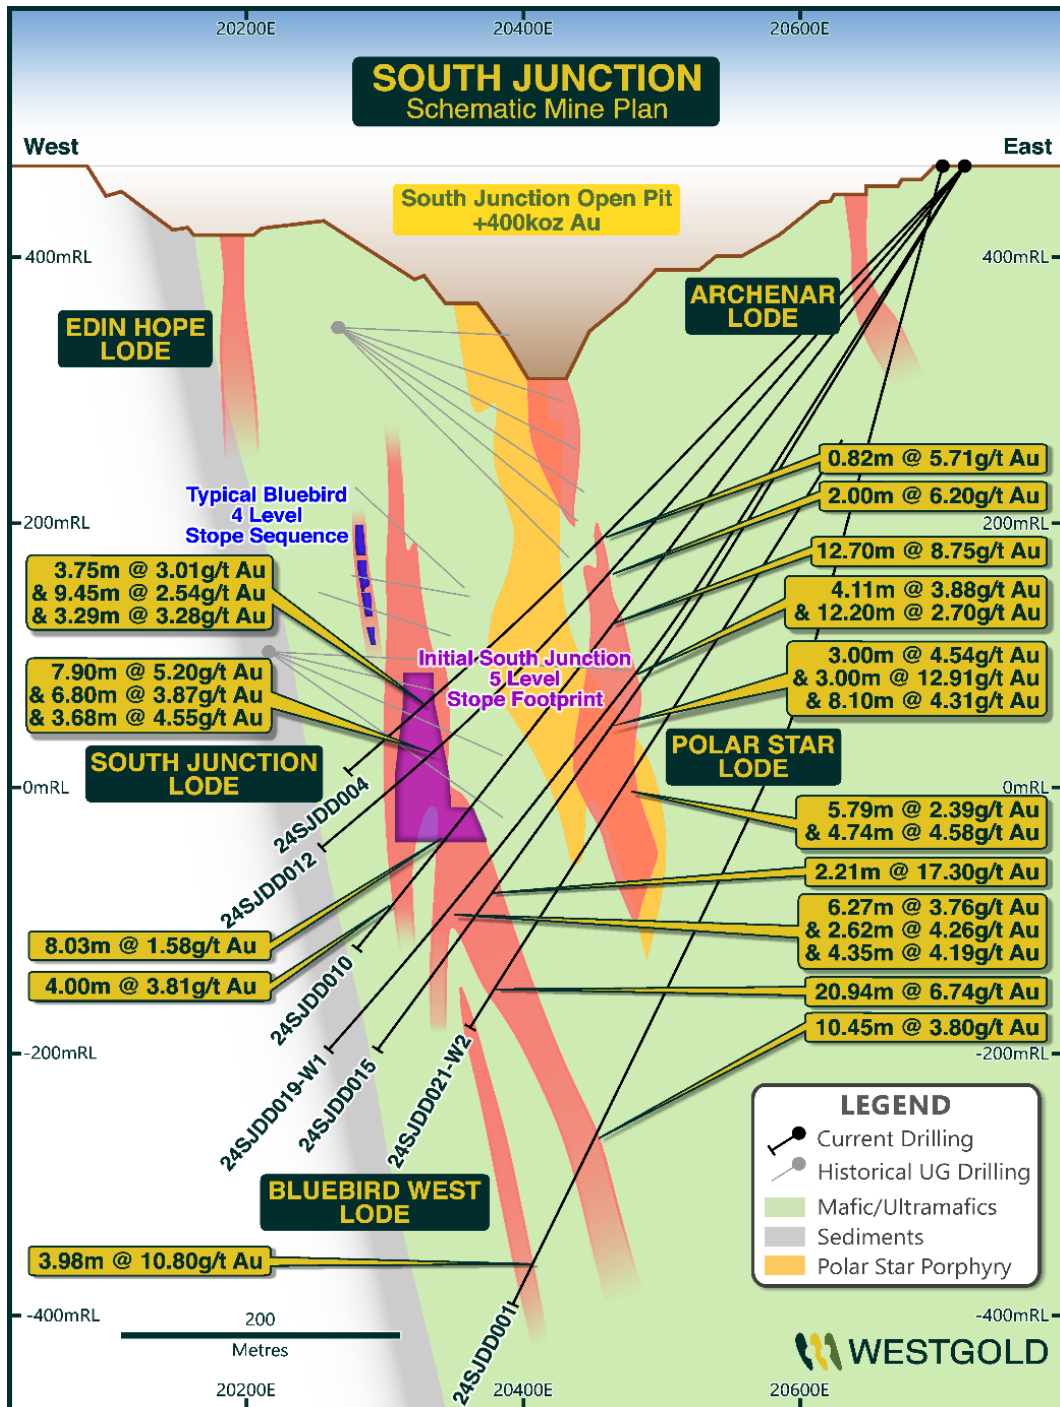 20200E
20400E
20600E
SOUTH JUNCTION
Schematic Mine Plan
West
East
South Junction Open Pit
+400koz Au
400mRL
400mRL
ARCHENAR
LODE
EDIN HOPE
LODE
0.82m @ 5.71g/t Au
2.00m @ 6.20g/t Au
Typical Bluebird
4 Level
Stope Sequence
200mRL
200mRL
12.70m @ 8.75g/t Au
3.75m @ 3.01g/t Au
& 9.45m @ 2.54g/t Au
& 3.29m @ 3.28g/t Au
4.11m @ 3.88g/t Au
& 12.20m @ 2.70g/t Au
Initial South Junction
5 Level
Stope Footprint
3.00m @ 4.54g/t Au
& 3.00m @ 12.91g/t Au
& 8.10m @ 4.31g/t Au
7.90m @ 5.20g/t Au
& 6.80m @ 3.87g/t Au
& 3.68m @ 4.55g/t Au
SOUTH JUNCTION
LODE
POLAR STAR
LODE
0mRL
0mRL
24SJDD004
5.79m @ 2.39g/t Au
& 4.74m @ 4.58g/t Au
24SJDD012
2.21m @ 17.30g/t Au
6.27m @ 3.76g/t Au
& 2.62m @ 4.26g/t Au
& 4.35m @ 4.19g/t Au
8.03m @ 1.58g/t Au
4.00m @ 3.81g/t Au
24SJDD010
20.94m @ 6.74g/t Au
10.45m @ 3.80g/t Au
-200mRL
-200mRL
24SJDD019-W1
24SJDD015
24SJDD021-W2
LEGEND
Current Drilling
Historical UG Drilling
Mafic/Ultramafics
Sediments
Polar Star Porphyry
BLUEBIRD WEST
LODE
3.98m @ 10.80g/t Au
24SJDD001
-400mRL
-400mRL
200
Metres
WESTGOLD
20200E
20400E
20600E